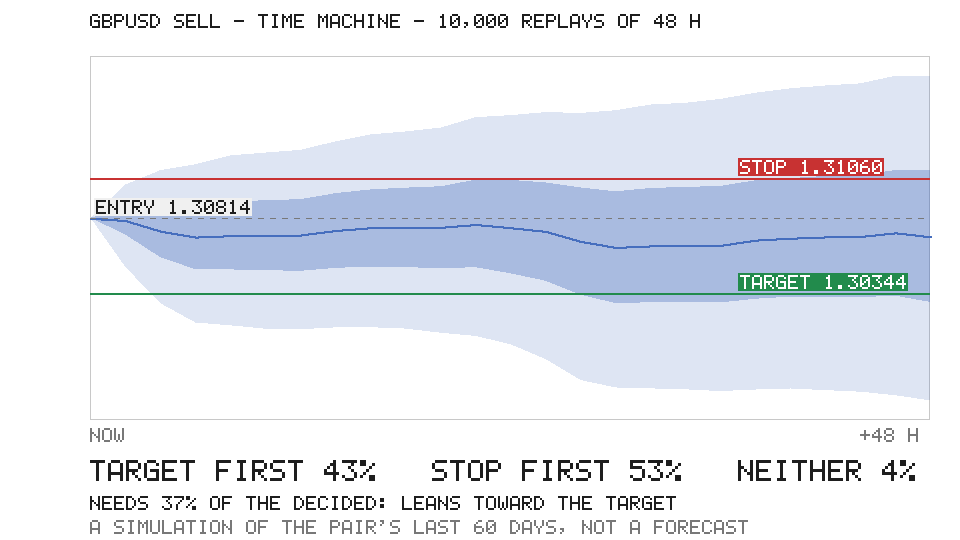 GBPUSD SELL - TIME MACHINE - 10,000 REPLAYS OF 48 H
STOP 1.31060
ENTRY 1.30814
TARGET 1.30344
NOW +48 H
TARGET FIRST 43% STOP FIRST 53% NEITHER 4%
NEEDS 37% OF THE DECIDED: LEANS TOWARD THE TARGET
A SIMULATION OF THE PAIR'S LAST 60 DAYS, NOT A FORECAST